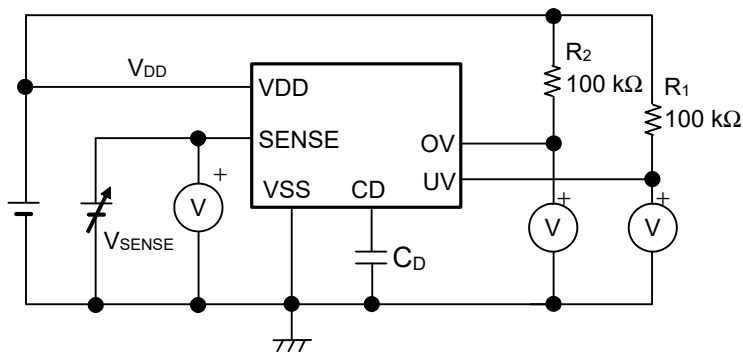 R2
100 kΩ
R1
100 kΩ
VDD
VDD
SENSE
OV
UV
VSS
CD
+
V
VSENSE
+
V
+
V
CD